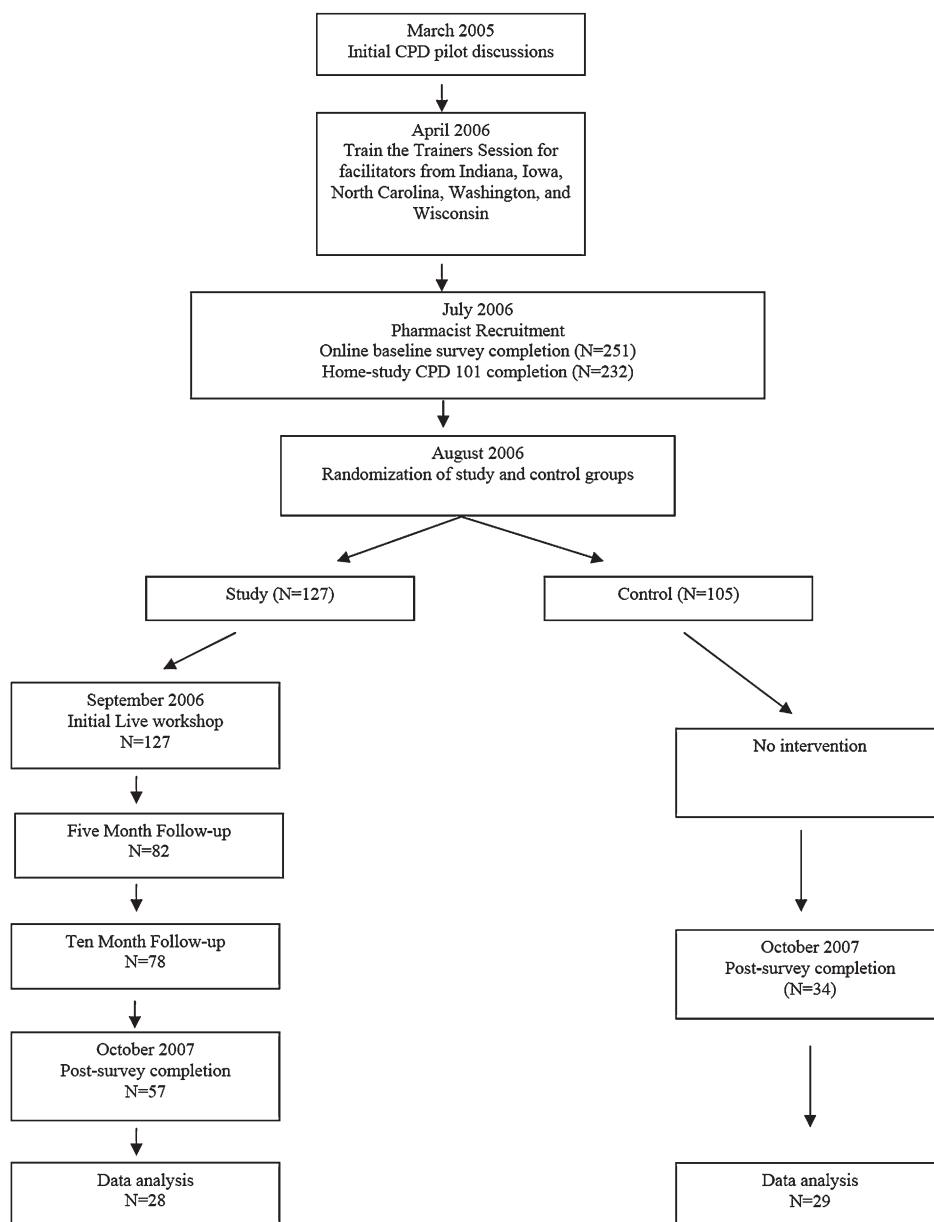 March 2005
Initial CPD pilot discussions
April 2006
Train the Trainers Session for
facilitators from Indiana, Iowa,
North Carolina, Washington, and
Wisconsin
July 2006
Pharmacist Recruitment
Online baseline survey completion (N=251)
Home-study CPD 101 completion (N=232)
August 2006
Randomization of study and control groups
Study (N=127)
Control (N=105)
September 2006
Initial Live workshop
N=127
Five Month Follow-up
N=82
Ten Month Follow-up
N=78
October 2007
Post-survey completion
N=57
Data analysis
N=28
No intervention
October 2007
Post-survey completion
(N=34)
Data analysis
N=29